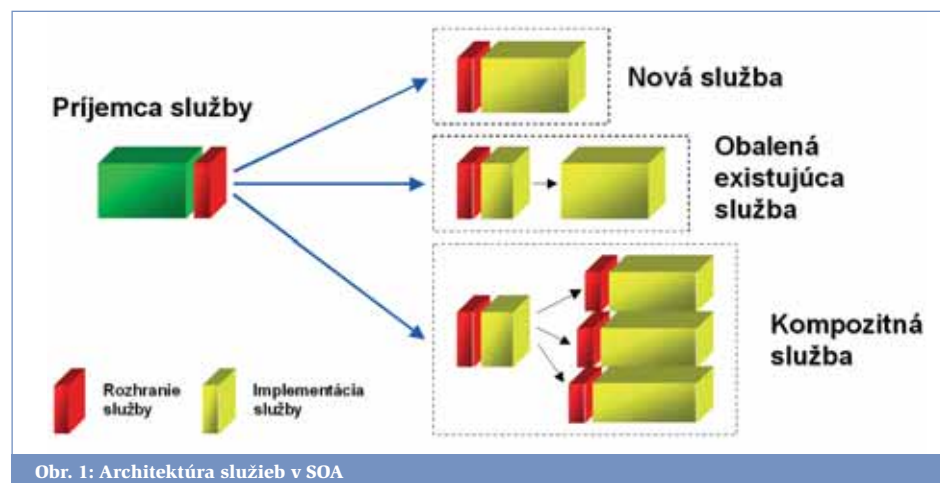 Príjemca služby
Nová služba
Obalená
existujúca
služba
Kompozitná
služba
Rozhranie
služby
Implementácia
služby
Obr. 1: Architektúra služieb v SOA